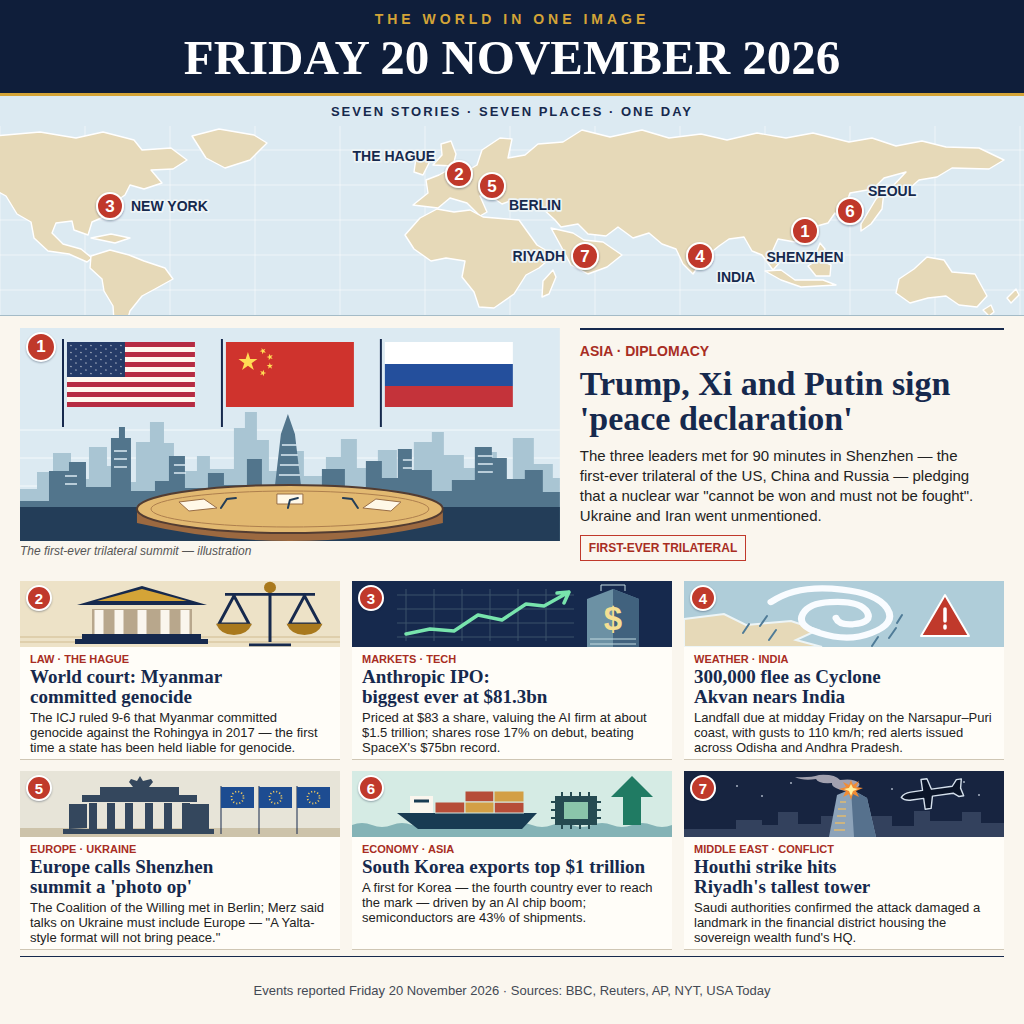 THE WORLD IN ONE IMAGE
FRIDAY 20 NOVEMBER 2026
SEVEN STORIES · SEVEN PLACES · ONE DAY
THE HAGUE
2
5
BERLIN
3
NEW YORK
SEOUL
6
1
SHENZHEN
RIYADH
7
4
INDIA
1
The first-ever trilateral summit — illustration
ASIA · DIPLOMACY
Trump, Xi and Putin sign
'peace declaration'
The three leaders met for 90 minutes in Shenzhen — the
first-ever trilateral of the US, China and Russia — pledging
that a nuclear war "cannot be won and must not be fought".
Ukraine and Iran went unmentioned.
FIRST-EVER TRILATERAL
2
LAW · THE HAGUE
World court: Myanmar
committed genocide
The ICJ ruled 9-6 that Myanmar committed
genocide against the Rohingya in 2017 — the first
time a state has been held liable for genocide.
3
$
MARKETS · TECH
Anthropic IPO:
biggest ever at $81.3bn
Priced at $83 a share, valuing the AI firm at about
$1.5 trillion; shares rose 17% on debut, beating
SpaceX's $75bn record.
4
WEATHER · INDIA
300,000 flee as Cyclone
Akvan nears India
Landfall due at midday Friday on the Narsapur–Puri
coast, with gusts to 110 km/h; red alerts issued
across Odisha and Andhra Pradesh.
5
EUROPE · UKRAINE
Europe calls Shenzhen
summit a 'photo op'
The Coalition of the Willing met in Berlin; Merz said
talks on Ukraine must include Europe — "A Yalta-
style format will not bring peace."
6
ECONOMY · ASIA
South Korea exports top $1 trillion
A first for Korea — the fourth country ever to reach
the mark — driven by an AI chip boom;
semiconductors are 43% of shipments.
7
MIDDLE EAST · CONFLICT
Houthi strike hits
Riyadh's tallest tower
Saudi authorities confirmed the attack damaged a
landmark in the financial district housing the
sovereign wealth fund's HQ.
Events reported Friday 20 November 2026 · Sources: BBC, Reuters, AP, NYT, USA Today